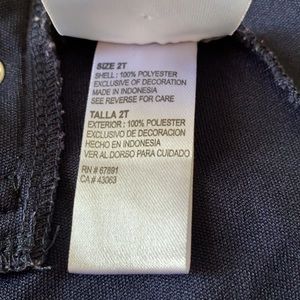 SIZE 2T
SHELL : 100% POLYESTER
EXCLUSIVE OF DECORATION
MADE IN INDONESIA
SEE REVERSE FOR CARE
TALLA 2T
EXTERIOR : 100% POLIESTER
EXCLUSIVO DE DECORACION
HECHO EN INDONESIA
VER AL DORSO PARA CUIDADO
RN # 67891
CA # 43063